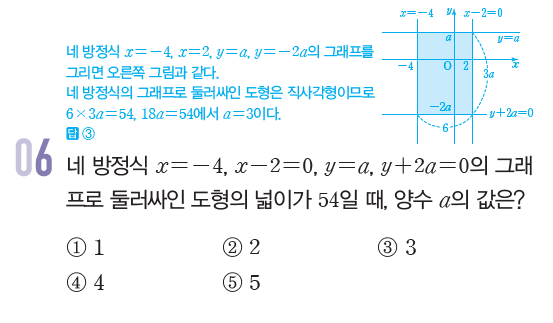 네 방정식 x=-4, x=2, y=a, y=-2a의 그래프를
그리면 오른쪽 그림과 같다.
네 방정식의 그래프로 둘러싸인 도형은 직사각형이므로
6×3a=54, 18a=54에서 a=3이다.
답 ③
x=-4
y
x-2=0
a
y=a
-4
O
2
x
3a
-2a
y+2a=0
6
06 네 방정식 x=-4, x-2=0, y=a, y+2a=0의 그래
프로 둘러싸인 도형의 넓이가 54일 때, 양수 a의 값은?
① 1 ② 2 ③ 3
④ 4 ⑤ 5